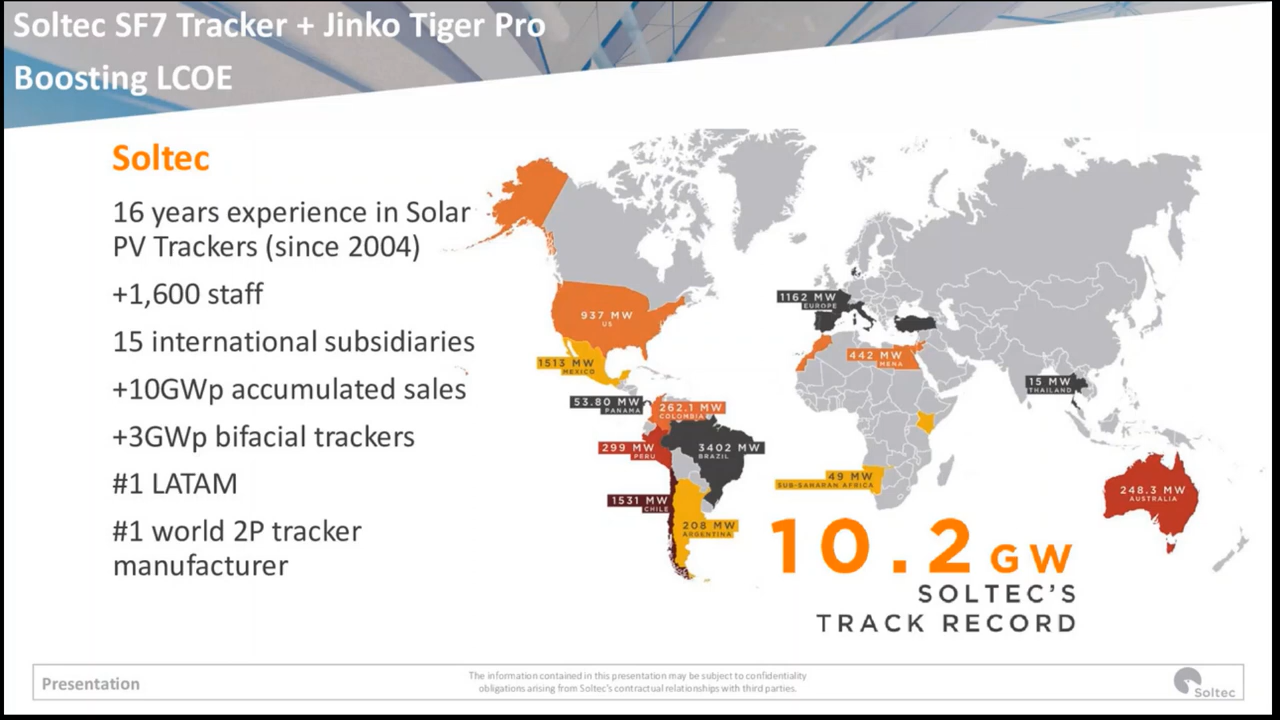 Soltec SF7 Tracker + Jinko Tiger Pro
Boosting LCOE
Soltec
16 years experience in Solar
PV Trackers (since 2004)
+1,600 staff
15 international subsidiaries
+10GWp accumulated sales
+3GWp bifacial trackers
#1 LATAM
#1 world 2P tracker
manufacturer
937 MW
US
1513 MW
MEXICO
53.80 MW
PANAMA
262.1 MW
COLOMBIA
299 MW
PERU
3402 MW
BRAZIL
1531 MW
CHILE
208 MW
ARGENTINA
1162 MW
EUROPE
442 MW
MENA
49 MW
SUB-SAHARAN AFRICA
15 MW
THAILAND
248.3 MW
AUSTRALIA
10.2 GW
SOLTEC'S
TRACK RECORD
Presentation
The information contained in this presentation may be subject to confidentiality
obligations arising from Soltec's contractual relationships with third parties.
Soltec